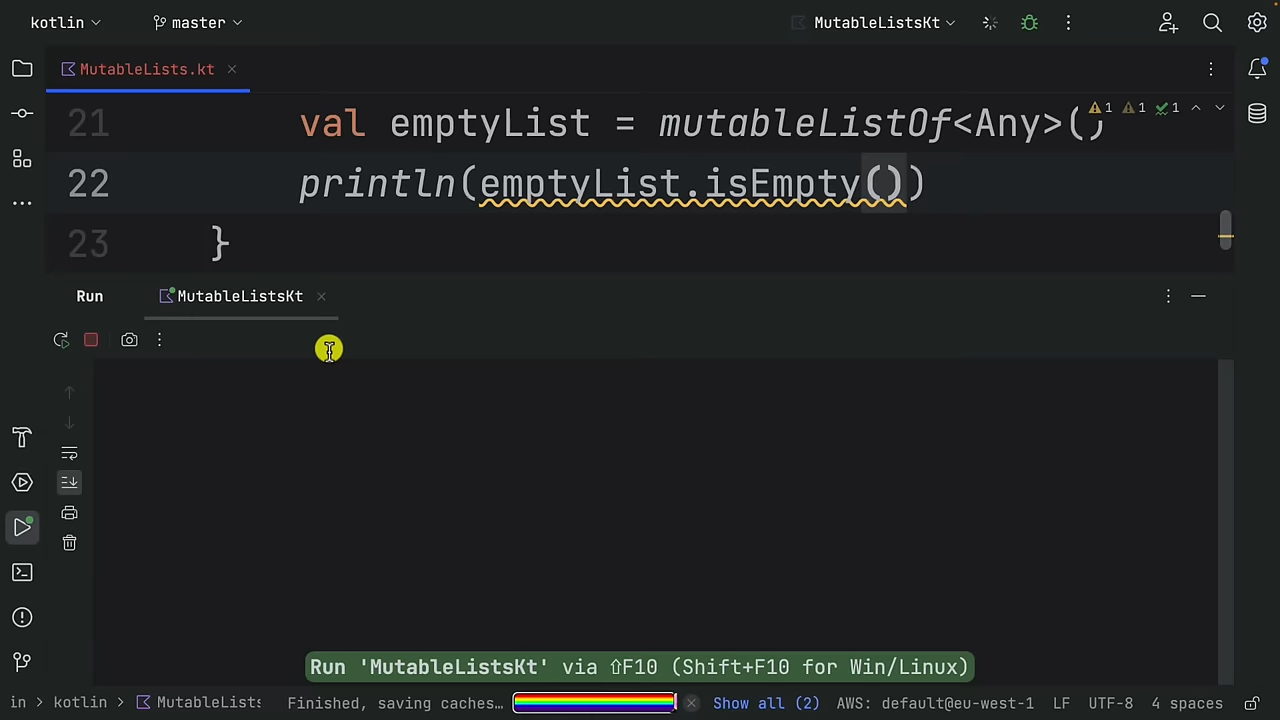 kotlin master MutableListsKt
MutableLists.kt
1 1 1
21 val emptyList = mutableListOf<Any>()
22 println(emptyList.isEmpty())
23 }
Run MutableListsKt
Run 'MutableListsKt' via ⇧F10 (Shift+F10 for Win/Linux)
in > kotlin > MutableLists Finished, saving caches… Show all (2) AWS: default@eu-west-1 LF UTF-8 4 spaces